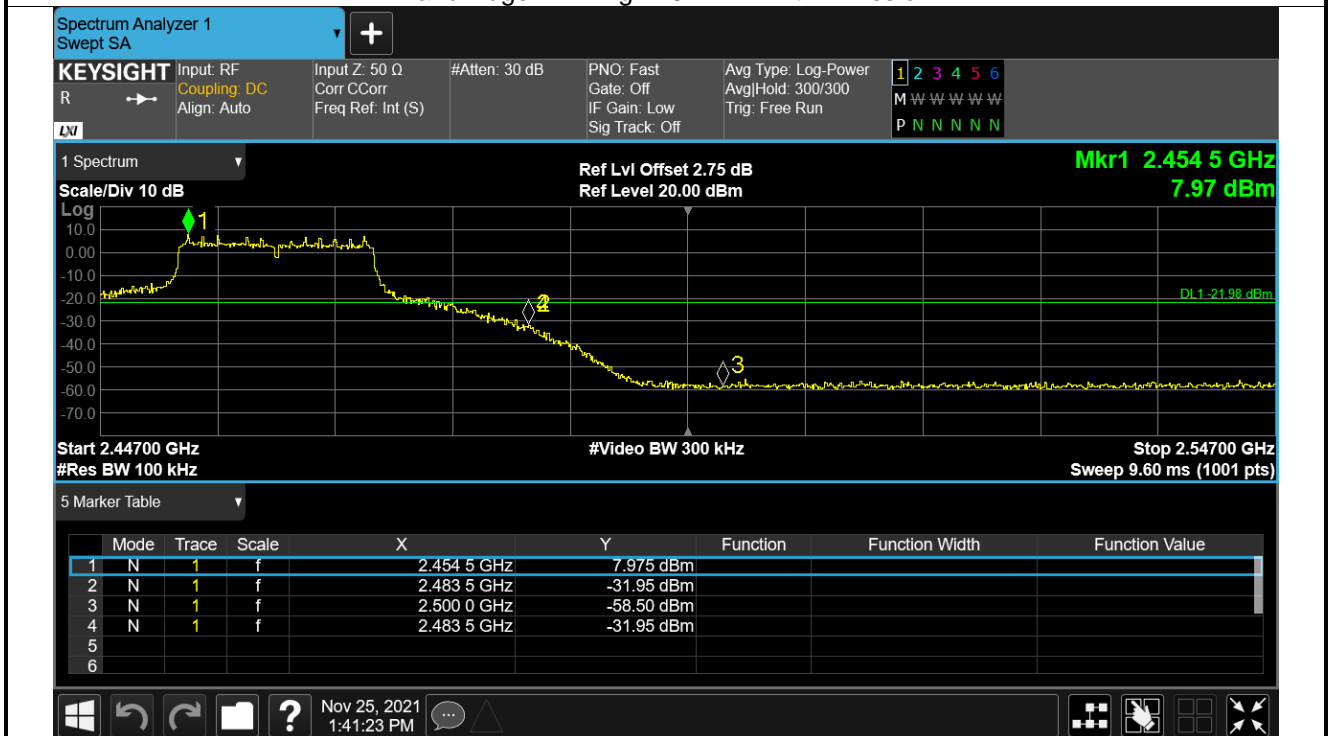 Spectrum Analyzer 1
Swept SA
+
KEYSIGHT Input: RF Input Z: 50 Ω #Atten: 30 dB PNO: Fast Avg Type: Log-Power 1 2 3 4 5 6
R Coupling: DC Corr CCorr Gate: Off Avg|Hold: 300/300 M W W W W W
Align: Auto Freq Ref: Int (S) IF Gain: Low Trig: Free Run
LXI Sig Track: Off P N N N N N
1 Spectrum Ref Lvl Offset 2.75 dB Mkr1 2.454 5 GHz
Scale/Div 10 dB Ref Level 20.00 dBm 7.97 dBm
Log
1
10.0
0.00
-10.0
-20.0
DL1 -21.98 dBm
2
-30.0
-40.0
-50.0
3
-60.0
-70.0
Start 2.44700 GHz #Video BW 300 kHz Stop 2.54700 GHz
#Res BW 100 kHz Sweep 9.60 ms (1001 pts)
5 Marker Table
Mode Trace Scale X Y Function Function Width Function Value
1 N 1 f 2.454 5 GHz 7.975 dBm
2 N 1 f 2.483 5 GHz -31.95 dBm
3 N 1 f 2.500 0 GHz -58.50 dBm
4 N 1 f 2.483 5 GHz -31.95 dBm
5
6
? Nov 25, 2021
1:41:23 PM